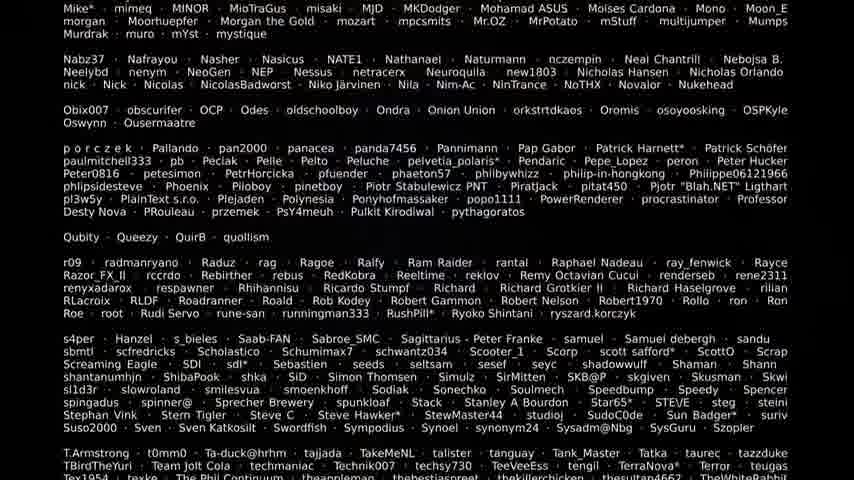 Mike* · mimeq · MINOR · MioTraGus · misaki · MJD · MKDodger · Mohamad ASUS · Moises Cardona · Mono · Moon_E
morgan · Moorhuepfer · Morgan the Gold · mozart · mpcsmits · Mr.OZ · MrPotato · mStuff · multijumper · Mumps
Murdrak · muro · mYst · mystique
Nabz37 · Nafrayou · Nasher · Nasicus · NATE1 · Nathanael · Naturmann · nczempin · Neal Chantrill · Nebojsa B.
Neelybd · nenym · NeoGen · NEP · Nessus · netracerx · Neuroquila · new1803 · Nicholas Hansen · Nicholas Orlando
nick · Nick · Nicolas · NicolasBadworst · Niko Järvinen · Nila · Nim-Ac · NinTrance · NoTHX · Novalor · Nukehead
Obix007 · obscurifer · OCP · Odes · oldschoolboy · Ondra · Onion Union · orkstrtdkaos · Oromis · osoyoosking · OSPKyle
Oswynn · Ousermaatre
p o r c z e k · Pallando · pan2000 · panacea · panda7456 · Pannimann · Pap Gabor · Patrick Harnett* · Patrick Schöfer
paulmitchell333 · pb · Peciak · Pelle · Pelto · Peluche · pelvetia_polaris* · Pendaric · Pepe_Lopez · peron · Peter Hucker
Peter0816 · petesimon · PetrHorcicka · pfuender · phaeton57 · philbywhizz · philip-in-hongkong · Philippe06121966
phlipsidesteve · Phoenix · Piioboy · pinetboy · Piotr Stabulewicz PNT · PiratJack · pitat450 · Pjotr "Blah.NET" Ligthart
pl3w5y · PlainText s.r.o. · Plejaden · Polynesia · Ponyhofmassaker · popo1111 · PowerRenderer · procrastinator · Professor
Desty Nova · PRouleau · przemek · PsY4meuh · Pulkit Kirodiwal · pythagoratos
Qubity · Queezy · QuirB · quollism
r09 · radmanryano · Raduz · rag · Ragoe · Ralfy · Ram Raider · rantal · Raphael Nadeau · ray_fenwick · Rayce
Razor_FX_II · rccrdo · Rebirther · rebus · RedKobra · Reeltime · reklov · Remy Octavian Cucui · renderseb · rene2311
renyxadarox · respawner · Rhihannisu · Ricardo Stumpf · Richard · Richard Grotkier II · Richard Haselgrove · rilian
RLacroix · RLDF · Roadranner · Roald · Rob Kodey · Robert Gammon · Robert Nelson · Robert1970 · Rollo · ron · Ron
Roe · root · Rudi Servo · rune-san · runningman333 · RushPill* · Ryoko Shintani · ryszard.korczyk
s4per · Hanzel · s_bieles · Saab-FAN · Sabroe_SMC · Sagittarius - Peter Franke · samuel · Samuel debergh · sandu
sbmtl · scfredricks · Scholastico · Schumimax7 · schwantz034 · Scooter_1 · Scorp · scott safford* · ScottO · Scrap
Screaming Eagle · SDI · sdl* · Sebastien · seeds · seltsam · sesef · seyc · shadowwulf · Shaman · Shann
shantanumhjn · ShibaPook · shka · SiD · Simon Thomsen · Simulz · SirMitten · SKB@P · skgiven · Skusman · Skwi
sl1d3r · slowroland · smilesvua · smoenkhoff · Sodiak · Sonechko · Soulmech · Speedbump · Speedy · Spencer
spingadus · spinner@ · Sprecher Brewery · spunkloaf · Stack · Stanley A Bourdon · Star65* · STE\/E · steg · steini
Stephan Vink · Stern Tigler · Steve C · Steve Hawker* · StewMaster44 · studioj · SudoC0de · Sun Badger* · suriv
Suso2000 · Sven · Sven Katkosilt · Swordfish · Sympodius · Synoel · synonym24 · Sysadm@Nbg · SysGuru · Szopler
T.Armstrong · t0mm0 · Ta-duck@hrhm · tajjada · TakeMeNL · talister · tanguay · Tank_Master · Tatka · taurec · tazzduke
TBirdTheYuri · Team Jolt Cola · techmaniac · Technik007 · techsy730 · TeeVeeEss · tengil · TerraNova* · Terror · teugas
Tex1954 · texke · The Phil Continuum · theappleman · thebestjaspreet · thekillerchicken · thesultan4662 · TheWhiteRabbit